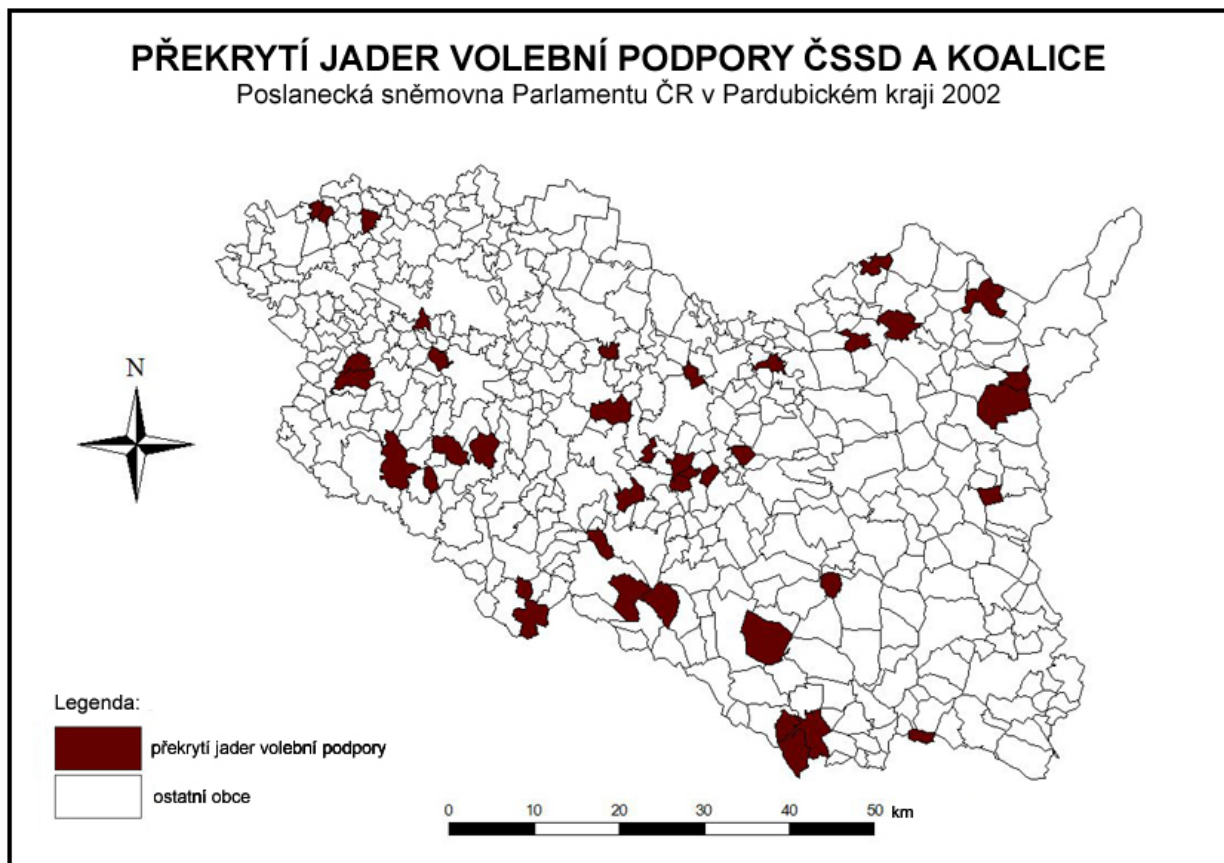 PŘEKRYTÍ JADER VOLEBNÍ PODPORY ČSSD A KOALICE
Poslanecká sněmovna Parlamentu ČR v Pardubickém kraji 2002
N
Legenda:
překrytí jader volební podpory
ostatní obce
0 10 20 30 40 50 km